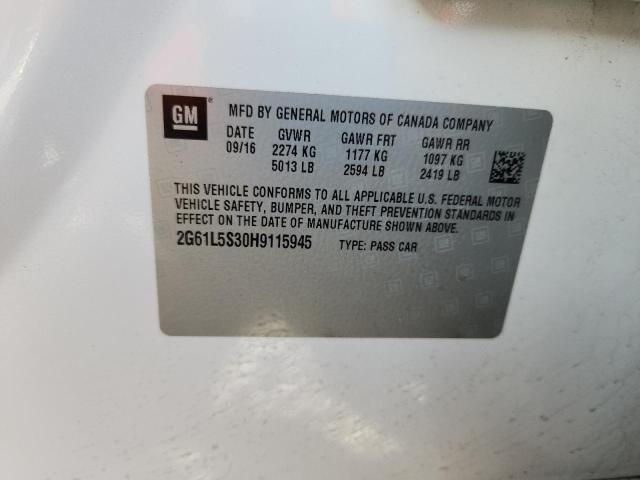 GM
MFD BY GENERAL MOTORS OF CANADA COMPANY
DATE GVWR GAWR FRT GAWR RR
09/16 2274 KG 1177 KG 1097 KG
5013 LB 2594 LB 2419 LB
THIS VEHICLE CONFORMS TO ALL APPLICABLE U.S. FEDERAL MOTOR
VEHICLE SAFETY, BUMPER, AND THEFT PREVENTION STANDARDS IN
EFFECT ON THE DATE OF MANUFACTURE SHOWN ABOVE.
2G61L5S30H9115945 TYPE: PASS CAR